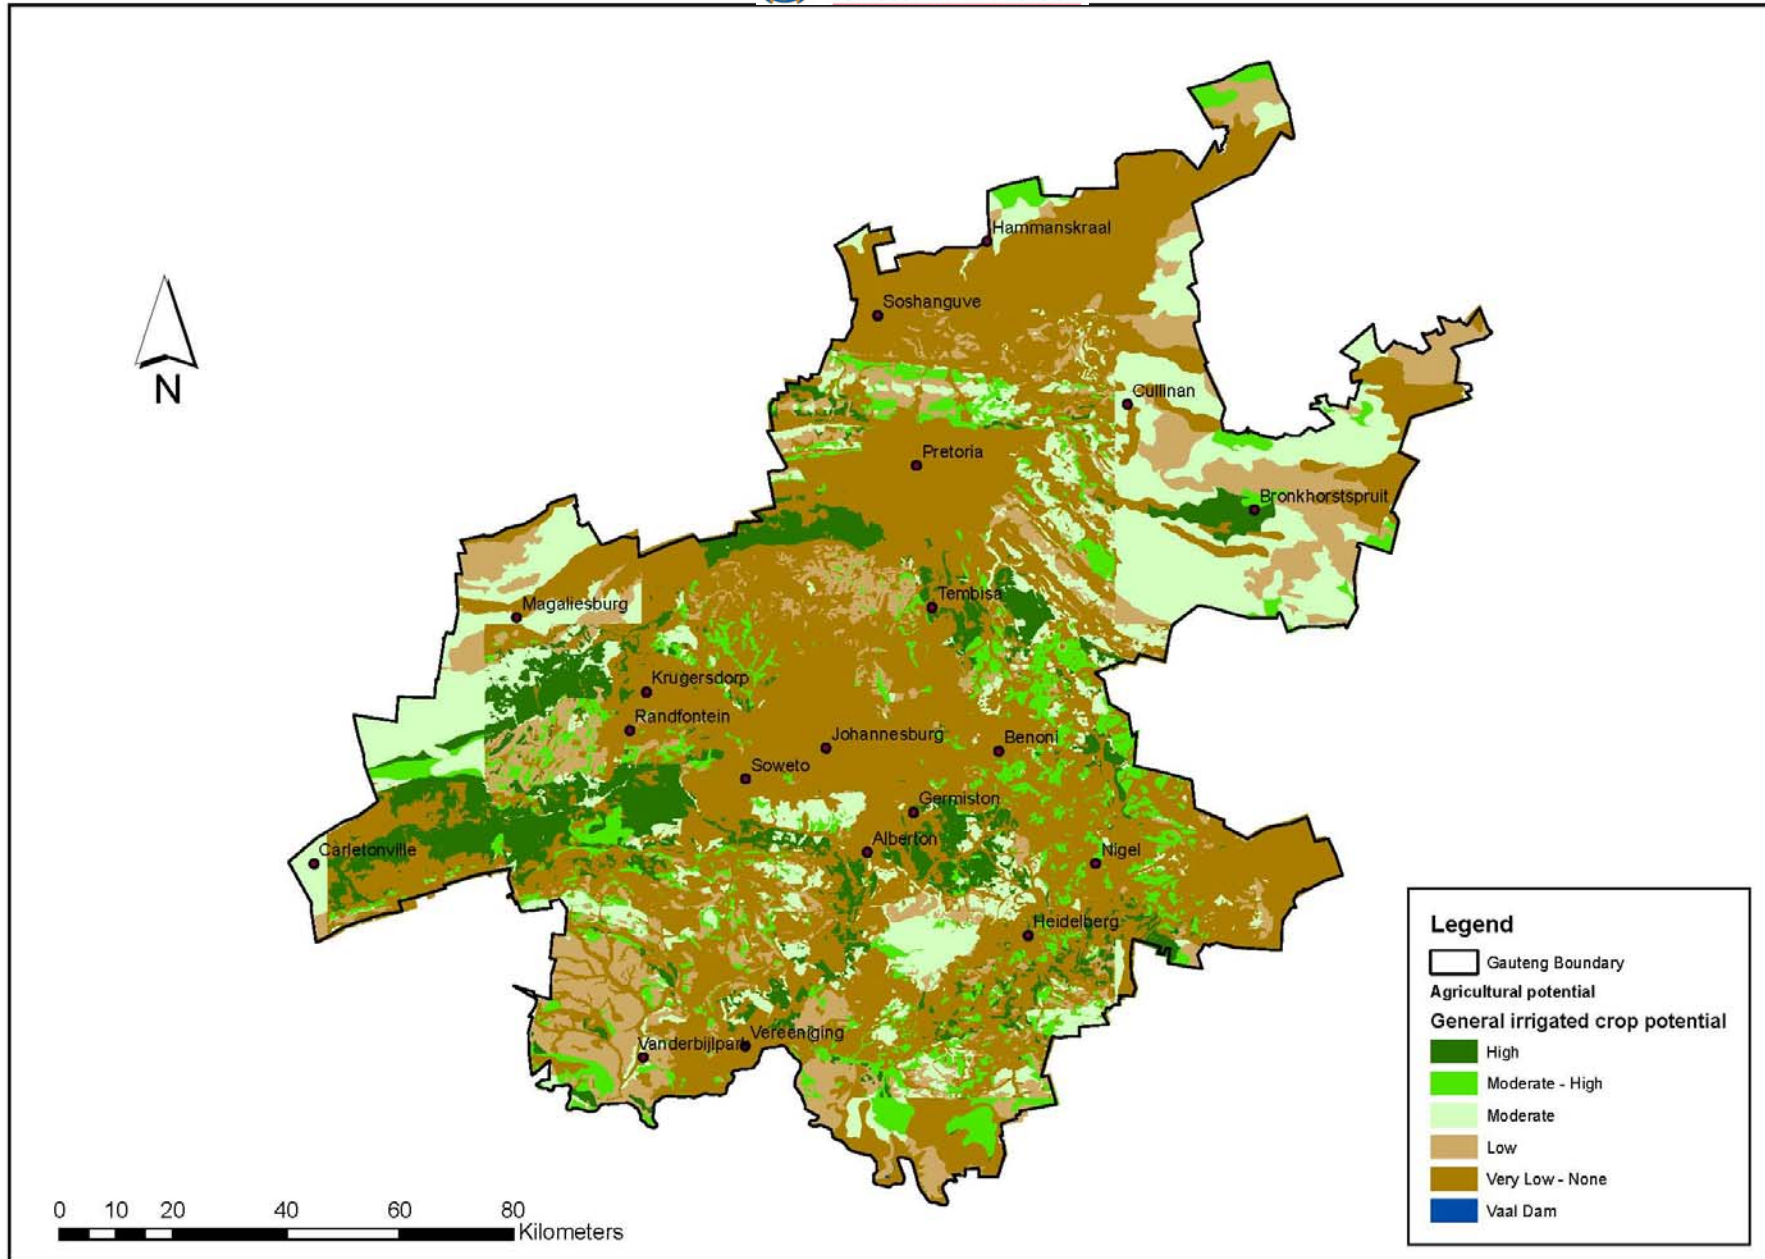 Hammanskraal
Soshanguve
N
Cullinan
Pretoria
Bronkhorstspruit
Tembisa
Magaliesburg
Krugersdorp
Randfontein
Johannesburg
Benoni
Soweto
Germiston
Alberton
Carletonville
Nigel
Heidelberg
Vereeniging
Vanderbijlpark
Legend
Gauteng Boundary
Agricultural potential
General irrigated crop potential
High
Moderate - High
Moderate
Low
Very Low - None
Vaal Dam
0 10 20 40 60 80
Kilometers